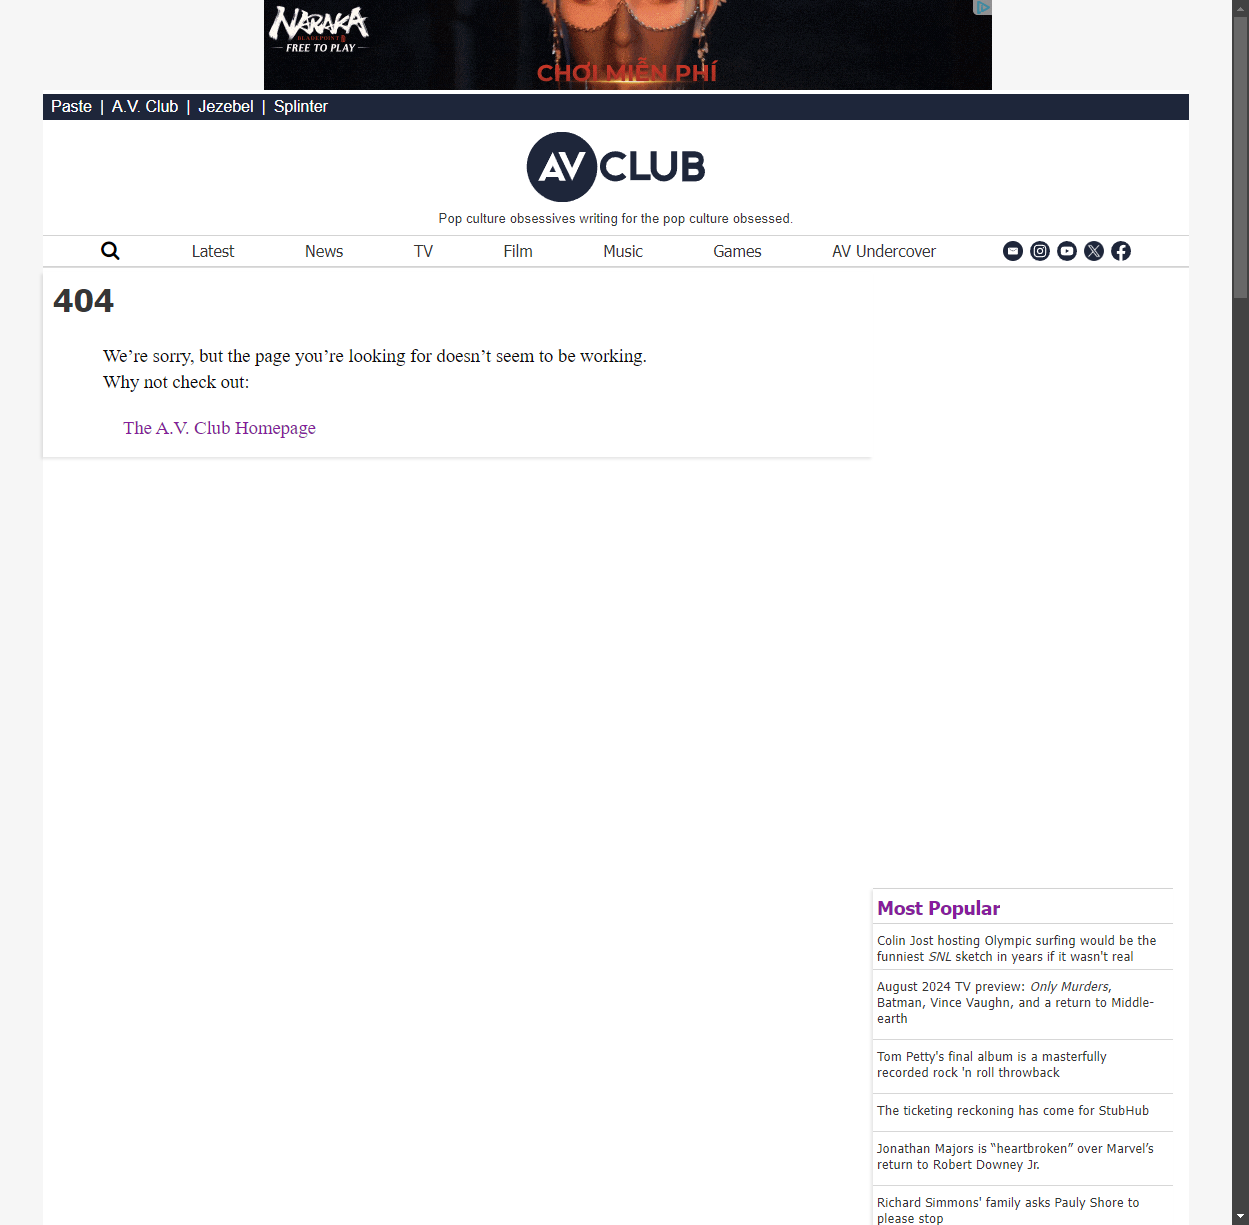 NARAKA
BLADEPOINT
FREE TO PLAY
CHƠI MIỄN PHÍ
Paste | A.V. Club | Jezebel | Splinter
AV CLUB
Pop culture obsessives writing for the pop culture obsessed.
Latest News TV Film Music Games AV Undercover
404
We’re sorry, but the page you’re looking for doesn’t seem to be working.
Why not check out:
The A.V. Club Homepage
Most Popular
Colin Jost hosting Olympic surfing would be the
funniest SNL sketch in years if it wasn't real
August 2024 TV preview: Only Murders,
Batman, Vince Vaughn, and a return to Middle-
earth
Tom Petty's final album is a masterfully
recorded rock 'n roll throwback
The ticketing reckoning has come for StubHub
Jonathan Majors is “heartbroken” over Marvel’s
return to Robert Downey Jr.
Richard Simmons' family asks Pauly Shore to
please stop